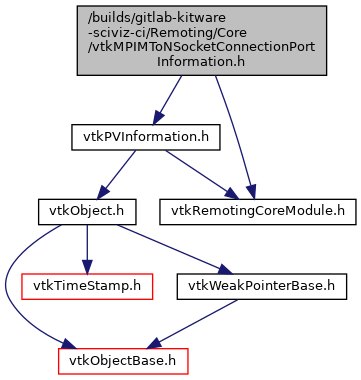 /builds/gitlab-kitware
-sciviz-ci/Remoting/Core
/vtkMPIMToNSocketConnectionPort
Information.h
vtkPVInformation.h
vtkObject.h
vtkRemotingCoreModule.h
vtkTimeStamp.h
vtkWeakPointerBase.h
vtkObjectBase.h